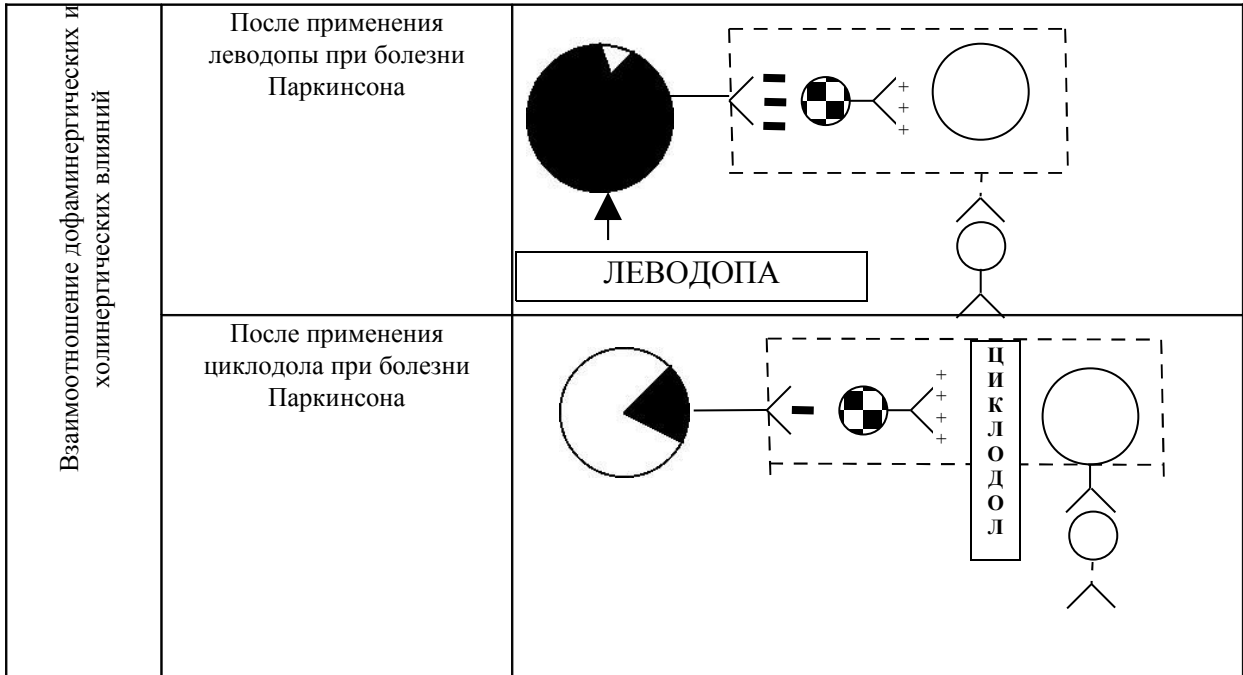 Взаимоотношение дофаминергических и
холинергических влияний
После применения
леводопы при болезни
Паркинсона
- - -
+
+
+
ЛЕВОДОПА
После применения
циклодола при болезни
Паркинсона
-
+
+
+
+
Ц
И
К
Л
О
Д
О
Л